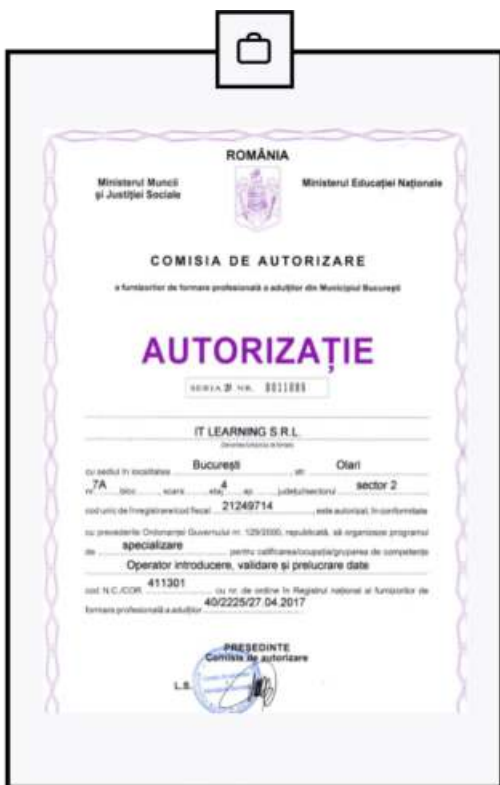 ROMÂNIA
Ministerul Muncii
și Justiției Sociale
Ministerul Educației Naționale
COMISIA DE AUTORIZARE
a furnizorilor de formare profesională a adulților din Municipiul București
AUTORIZAȚIE
SERIA NR.
IT LEARNING S.R.L.
cu sediul în localitatea București str. Olari
nr. 7A bloc scara etaj 4 ap. județul/sectorul sector 2
cod unic de înregistrare/cod fiscal 21249714 este autorizat, în conformitate
cu prevederile Ordonanței Guvernului nr. 129/2000, republicată, să organizeze programul
de specializare pentru calificarea/ocupația/gruparea de competențe
Operator introducere, validare și prelucrare date
cod N.C./COR 411301 cu nr. de ordine în Registrul național al furnizorilor de
formare profesională a adulților 40/2225/27.04.2017
PREȘEDINTE
Comisia de autorizare
L.S.